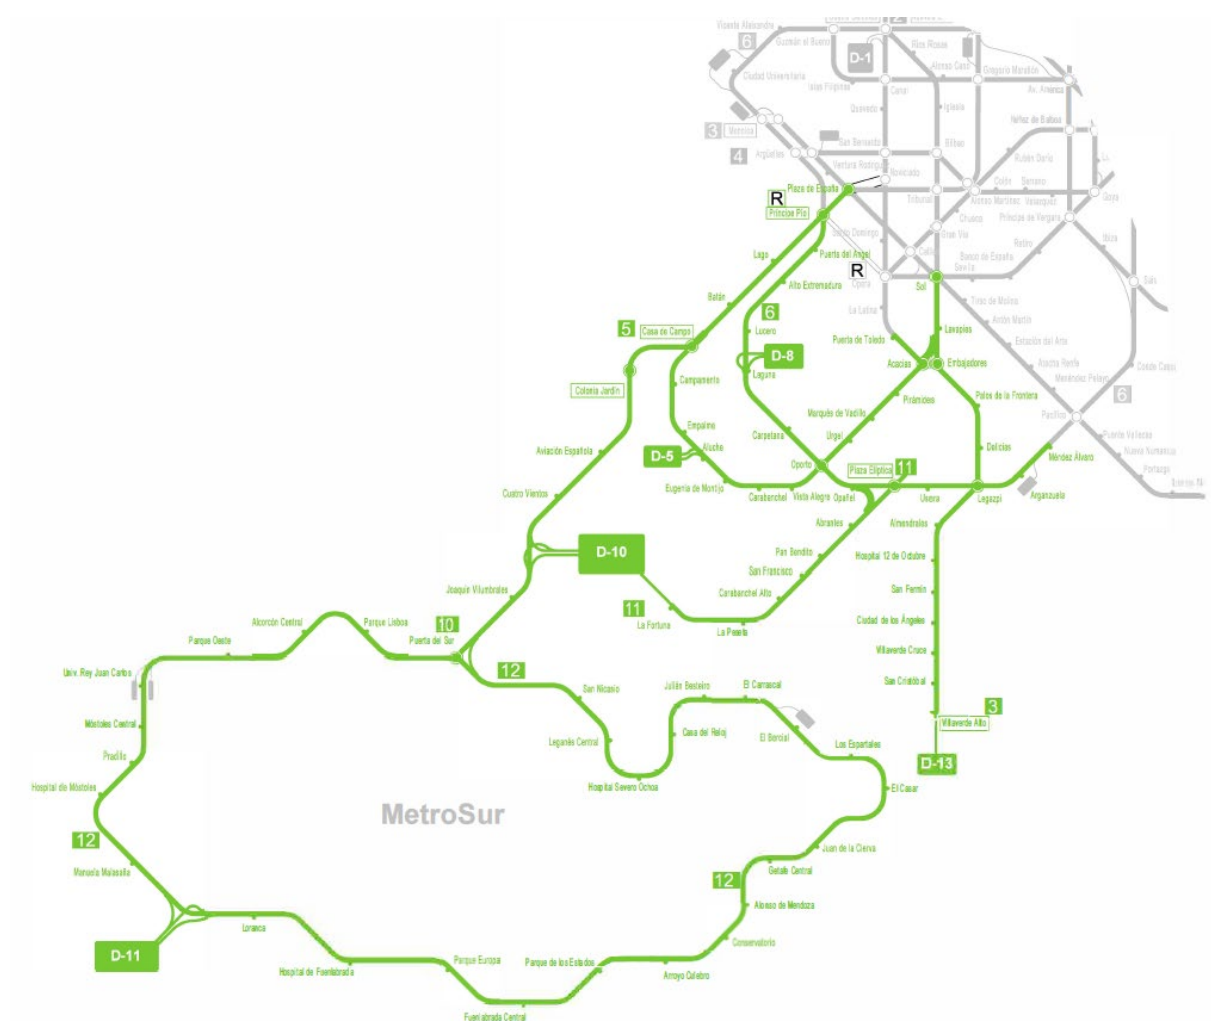 Vicente Aleixandre
6
Guzmán el Bueno
2
Ríos Rosas
D-1
Alonso Cano
Gregorio Marañón
Ciudad Universitaria
Islas Filipinas
Canal
Av. América
Quevedo
Iglesia
3
Moncloa
Núñez de Balboa
San Bernardo
Bilbao
4
Argüelles
Rubén Darío
Ventura Rodríguez
Noviciado
Plaza de España
Tribunal
Colón
Serrano
Alonso Martínez
Velázquez
Goya
R
Príncipe Pío
Chueca
Príncipe de Vergara
Santo Domingo
Gran Vía
Retiro
Ibiza
Lago
Puerta del Ángel
Callao
Banco de España
R
Ópera
Sevilla
Sol
Alto Extremadura
Batán
La Latina
Tirso de Molina
6
Antón Martín
5
Casa de Campo
Lucero
Puerta de Toledo
Lavapiés
Estación del Arte
D-8
Acacias
Embajadores
Atocha Renfe
Laguna
Menéndez Pelayo
Campamento
Colonia Jardín
Pirámides
Palos de la Frontera
6
Marqués de Vadillo
Pacífico
Empalme
Carpetana
Urgel
Puente Vallecas
Aluche
Delicias
Aviación Española
D-5
Oporto
Plaza Elíptica
11
Méndez Álvaro
Nueva Numancia
Portazgo
Eugenia de Montijo
Carabanchel
Vista Alegre
Opañel
Usera
Legazpi
Arganzuela
Cuatro Vientos
Abrantes
Almendrales
D-10
Pan Bendito
Hospital 12 de Octubre
San Francisco
Joaquín Vilumbrales
Carabanchel Alto
San Fermín
11
La Fortuna
La Peseta
Alcorcón Central
Parque Lisboa
10
Ciudad de los Ángeles
Parque Oeste
Puerta del Sur
Villaverde Cruce
Univ. Rey Juan Carlos
12
San Cristóbal
San Nicasio
Julián Besteiro
El Carrascal
3
Móstoles Central
Villaverde Alto
Leganés Central
Casa del Reloj
El Bercial
Los Espartales
Pradillo
D-13
Hospital de Móstoles
Hospital Severo Ochoa
El Casar
MetroSur
12
Juan de la Cierva
Manuela Malasaña
Getafe Central
12
Alonso de Mendoza
Loranca
Conservatorio
D-11
Hospital de Fuenlabrada
Parque Europa
Parque de los Estados
Arroyo Culebro
Fuenlabrada Central